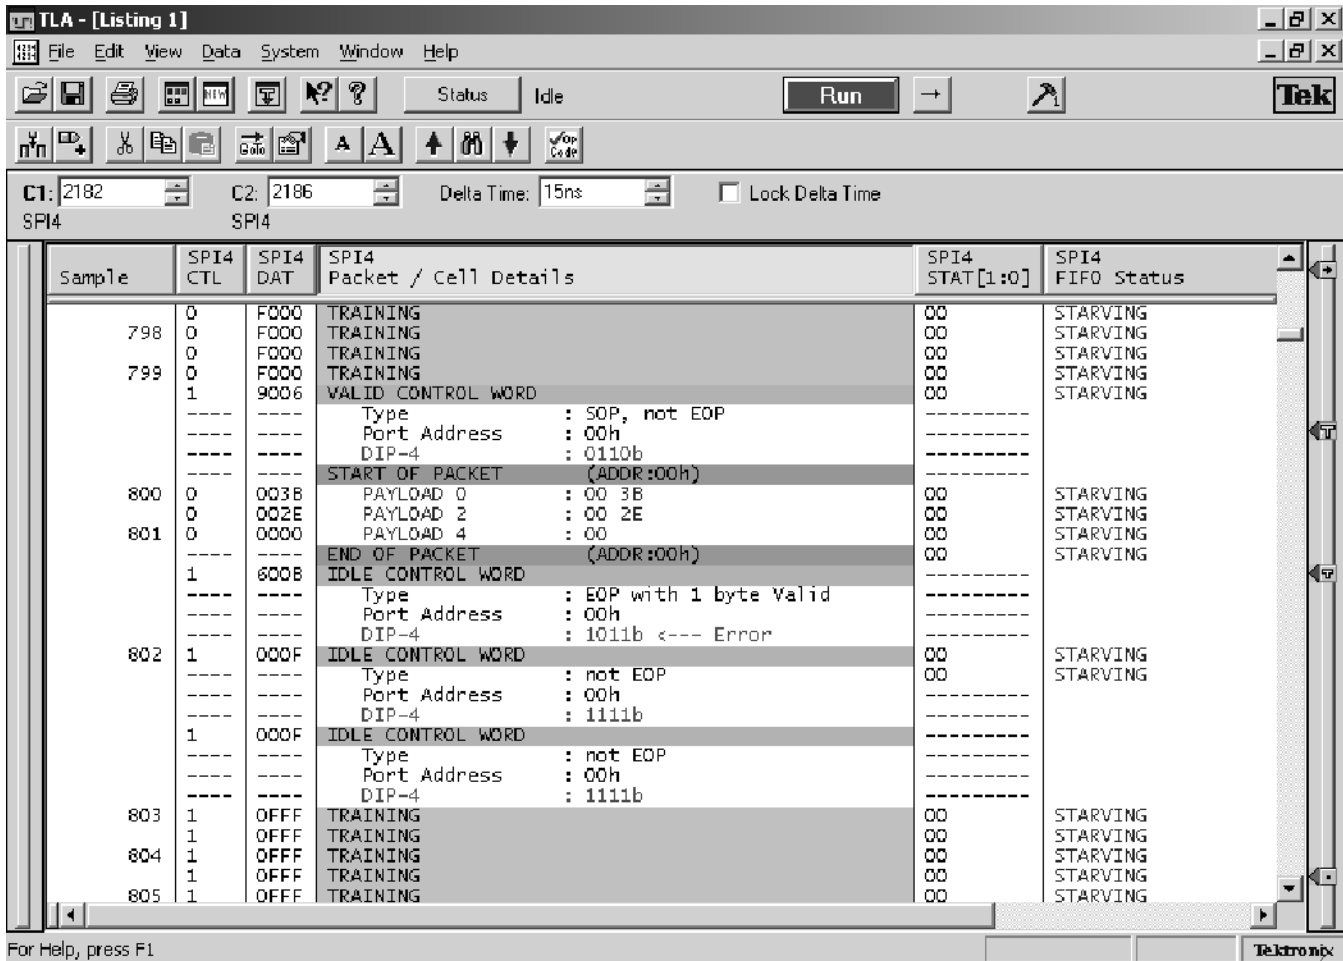 TLA - [Listing 1]
File Edit View Data System Window Help
Status Idle Run Tek
Goto A A Op Code
C1: 2182 C2: 2186 Delta Time: 15ns Lock Delta Time
SPI4 SPI4
SPI4 SPI4 SPI4 SPI4 SPI4
Sample CTL DAT Packet / Cell Details STAT[1:0] FIFO Status
0 F000 TRAINING 00 STARVING
798 0 F000 TRAINING 00 STARVING
0 F000 TRAINING 00 STARVING
799 0 F000 TRAINING 00 STARVING
1 9006 VALID CONTROL WORD 00 STARVING
---- ---- Type : SOP, not EOP ---------
---- ---- Port Address : 00h ---------
---- ---- DIP-4 : 0110b ---------
---- ---- START OF PACKET (ADDR:00h) ---------
800 0 003B PAYLOAD 0 : 00 3B 00 STARVING
0 002E PAYLOAD 2 : 00 2E 00 STARVING
801 0 0000 PAYLOAD 4 : 00 00 STARVING
---- ---- END OF PACKET (ADDR:00h) 00 STARVING
1 600B IDLE CONTROL WORD ---------
---- ---- Type : EOP with 1 byte Valid ---------
---- ---- Port Address : 00h ---------
---- ---- DIP-4 : 1011b <--- Error ---------
802 1 000F IDLE CONTROL WORD 00 STARVING
---- ---- Type : not EOP 00 STARVING
---- ---- Port Address : 00h ---------
---- ---- DIP-4 : 1111b ---------
1 000F IDLE CONTROL WORD ---------
---- ---- Type : not EOP ---------
---- ---- Port Address : 00h ---------
---- ---- DIP-4 : 1111b ---------
803 1 0FFF TRAINING 00 STARVING
1 0FFF TRAINING 00 STARVING
804 1 0FFF TRAINING 00 STARVING
1 0FFF TRAINING 00 STARVING
805 1 0FFF TRAINING 00 STARVING
For Help, press F1 Tektronix